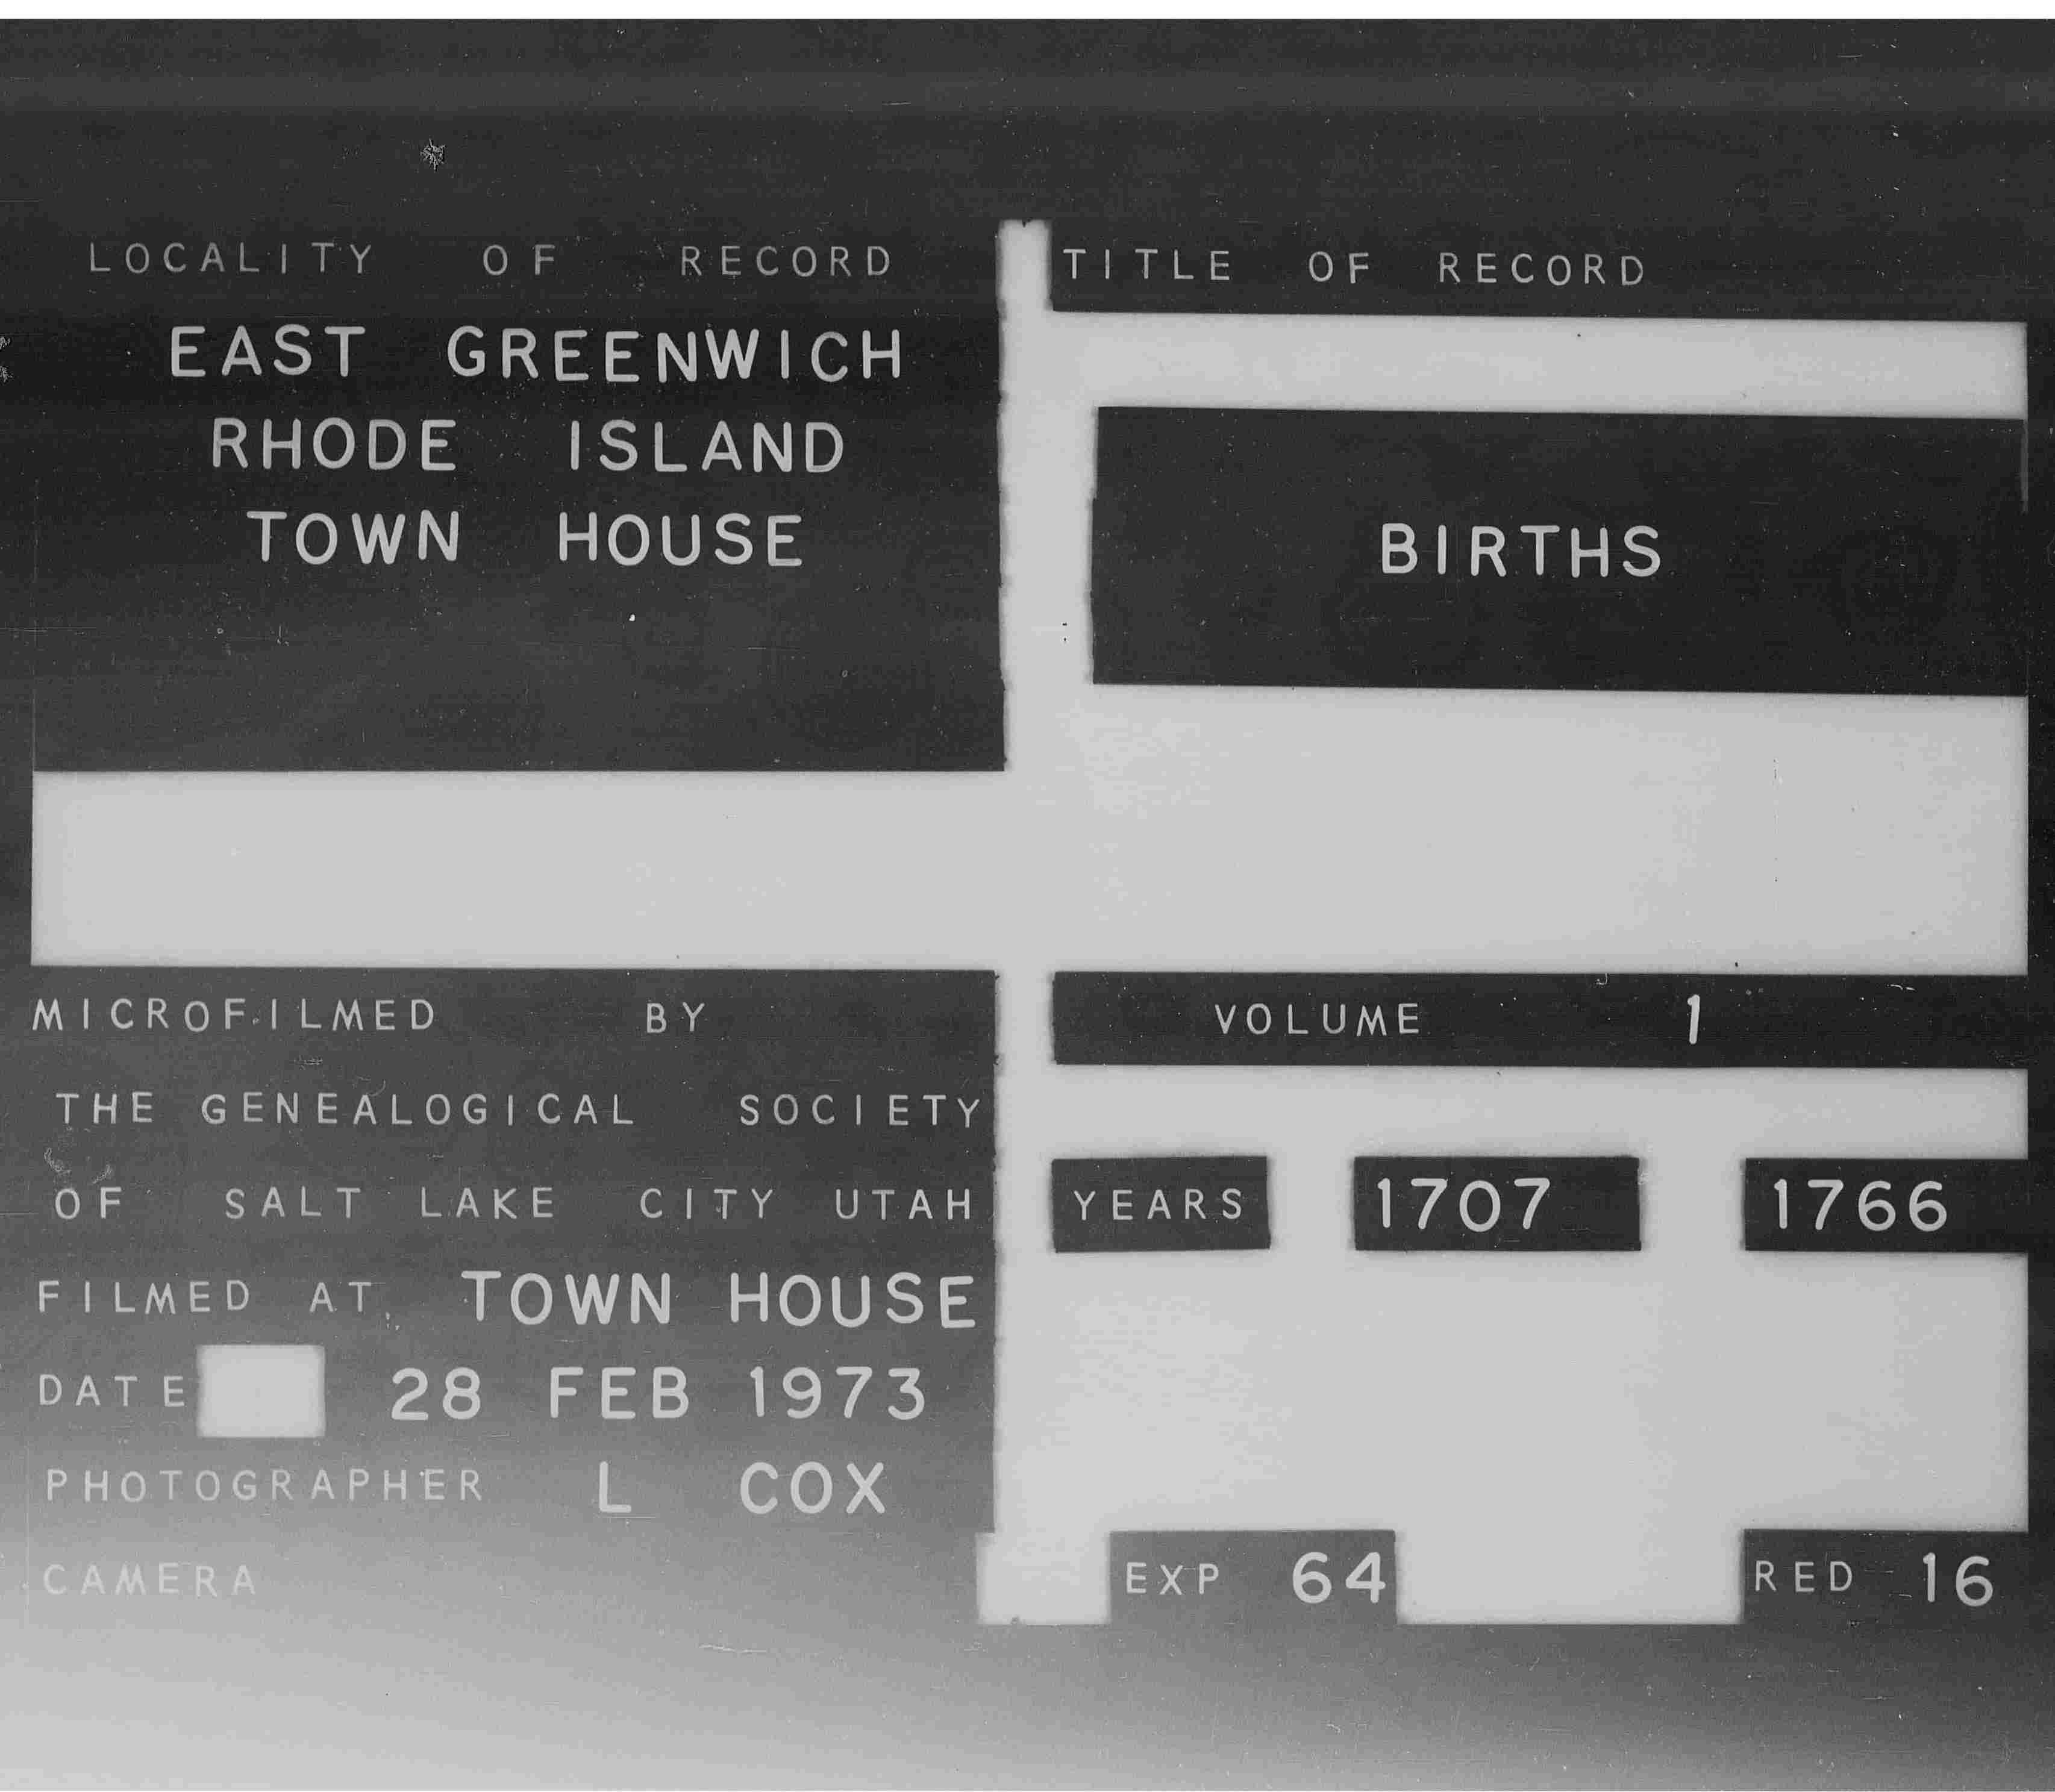 LOCALITY OF RECORD
EAST GREENWICH
RHODE ISLAND
TOWN HOUSE
TITLE OF RECORD
BIRTHS
MICROFILMED BY
THE GENEALOGICAL SOCIETY
OF SALT LAKE CITY UTAH
FILMED AT TOWN HOUSE
DATE 28 FEB 1973
PHOTOGRAPHER L COX
CAMERA
VOLUME 1
YEARS 1707 1766
EXP 64 RED 16